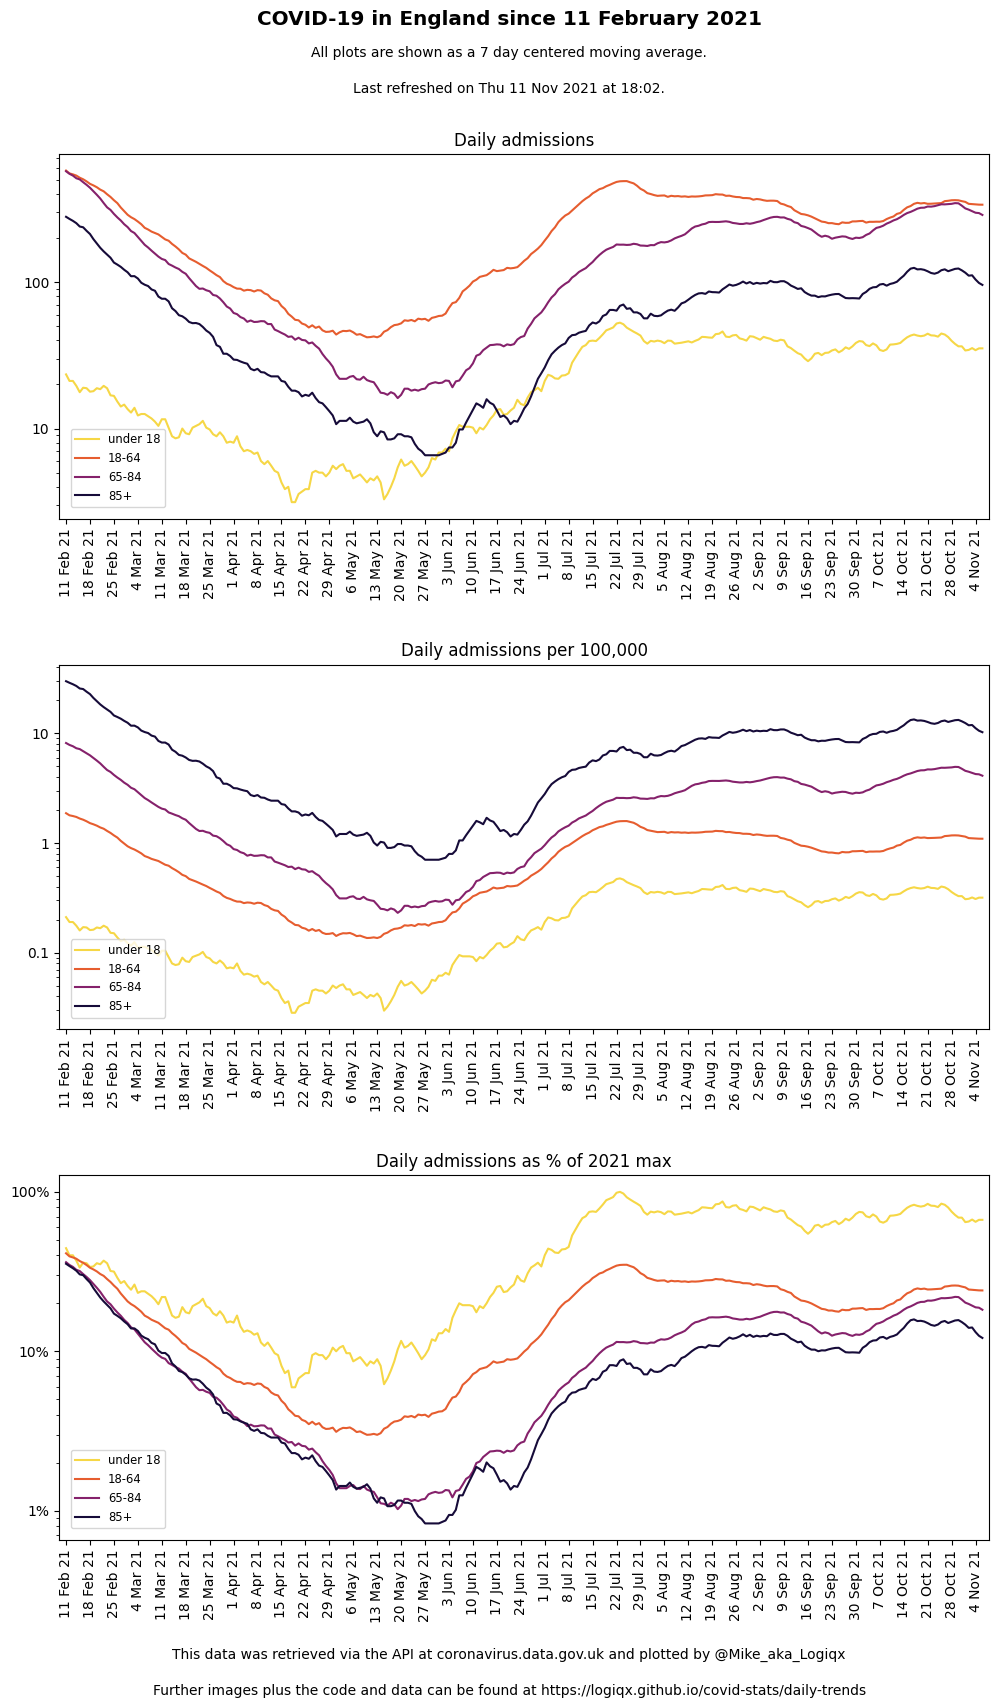 COVID-19 in England since 11 February 2021
All plots are shown as a 7 day centered moving average.
Last refreshed on Thu 11 Nov 2021 at 18:02.
Daily admissions
100
10
under 18
18-64
65-84
85+
11 Feb 21
18 Feb 21
25 Feb 21
4 Mar 21
11 Mar 21
18 Mar 21
25 Mar 21
1 Apr 21
8 Apr 21
15 Apr 21
22 Apr 21
29 Apr 21
6 May 21
13 May 21
20 May 21
27 May 21
3 Jun 21
10 Jun 21
17 Jun 21
24 Jun 21
1 Jul 21
8 Jul 21
15 Jul 21
22 Jul 21
29 Jul 21
5 Aug 21
12 Aug 21
19 Aug 21
26 Aug 21
2 Sep 21
9 Sep 21
16 Sep 21
23 Sep 21
30 Sep 21
7 Oct 21
14 Oct 21
21 Oct 21
28 Oct 21
4 Nov 21
Daily admissions per 100,000
10
1
0.1
under 18
18-64
65-84
85+
11 Feb 21
18 Feb 21
25 Feb 21
4 Mar 21
11 Mar 21
18 Mar 21
25 Mar 21
1 Apr 21
8 Apr 21
15 Apr 21
22 Apr 21
29 Apr 21
6 May 21
13 May 21
20 May 21
27 May 21
3 Jun 21
10 Jun 21
17 Jun 21
24 Jun 21
1 Jul 21
8 Jul 21
15 Jul 21
22 Jul 21
29 Jul 21
5 Aug 21
12 Aug 21
19 Aug 21
26 Aug 21
2 Sep 21
9 Sep 21
16 Sep 21
23 Sep 21
30 Sep 21
7 Oct 21
14 Oct 21
21 Oct 21
28 Oct 21
4 Nov 21
Daily admissions as % of 2021 max
100%
10%
1%
under 18
18-64
65-84
85+
11 Feb 21
18 Feb 21
25 Feb 21
4 Mar 21
11 Mar 21
18 Mar 21
25 Mar 21
1 Apr 21
8 Apr 21
15 Apr 21
22 Apr 21
29 Apr 21
6 May 21
13 May 21
20 May 21
27 May 21
3 Jun 21
10 Jun 21
17 Jun 21
24 Jun 21
1 Jul 21
8 Jul 21
15 Jul 21
22 Jul 21
29 Jul 21
5 Aug 21
12 Aug 21
19 Aug 21
26 Aug 21
2 Sep 21
9 Sep 21
16 Sep 21
23 Sep 21
30 Sep 21
7 Oct 21
14 Oct 21
21 Oct 21
28 Oct 21
4 Nov 21
This data was retrieved via the API at coronavirus.data.gov.uk and plotted by @Mike_aka_Logiqx
Further images plus the code and data can be found at https://logiqx.github.io/covid-stats/daily-trends